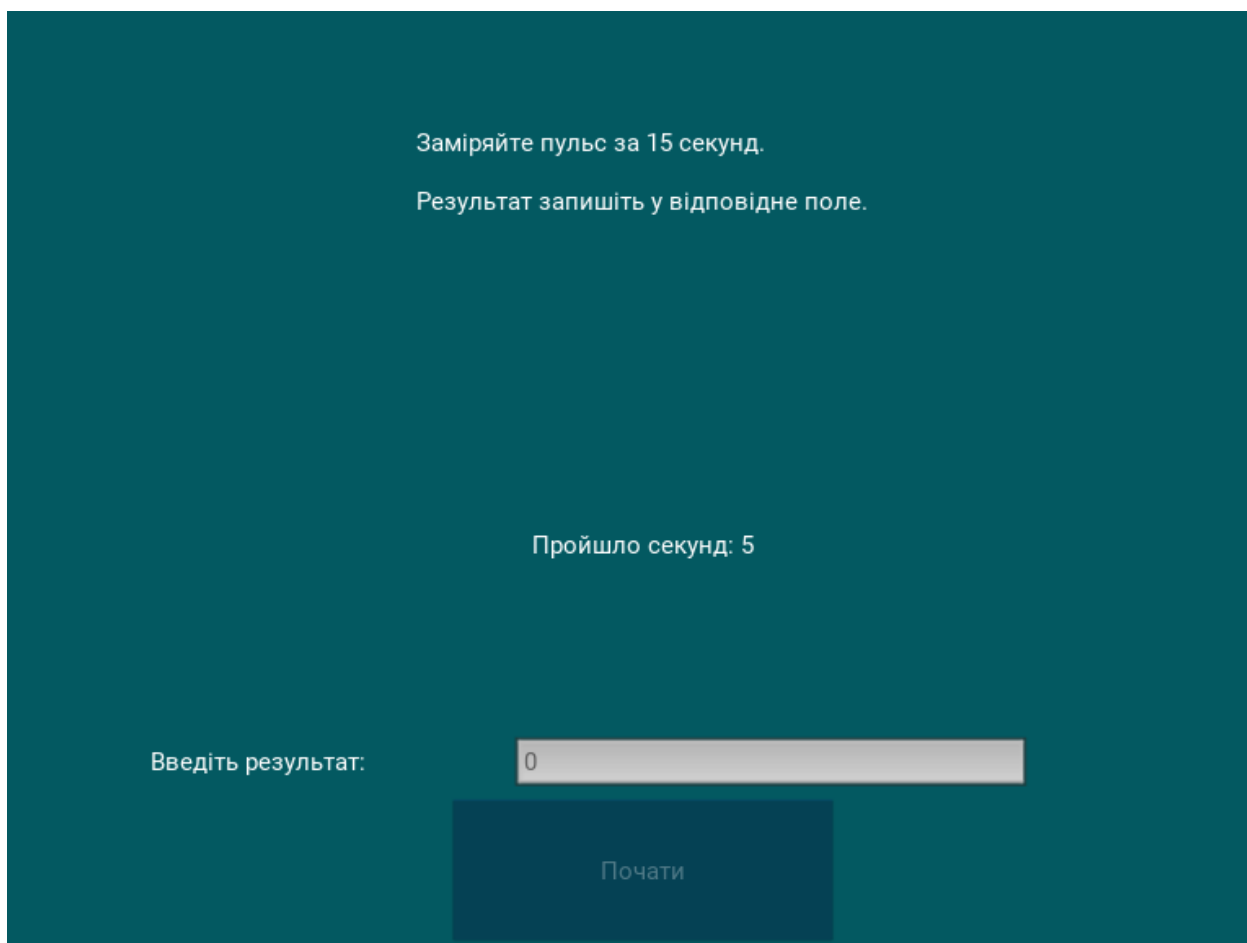 Заміряйте пульс за 15 секунд.
Результат запишіть у відповідне поле.
Пройшло секунд: 5
Введіть результат: 0
Почати